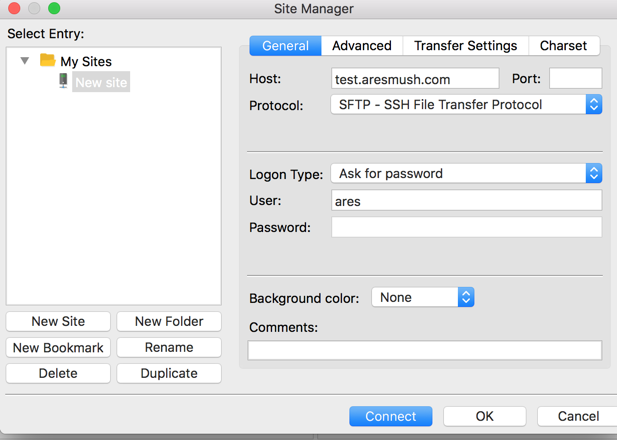 Site Manager
Select Entry:
My Sites
New site
New Site New Folder
New Bookmark Rename
Delete Duplicate
General Advanced Transfer Settings Charset
Host: test.aresmush.com Port:
Protocol: SFTP - SSH File Transfer Protocol
Logon Type: Ask for password
User: ares
Password:
Background color: None
Comments:
Connect OK Cancel